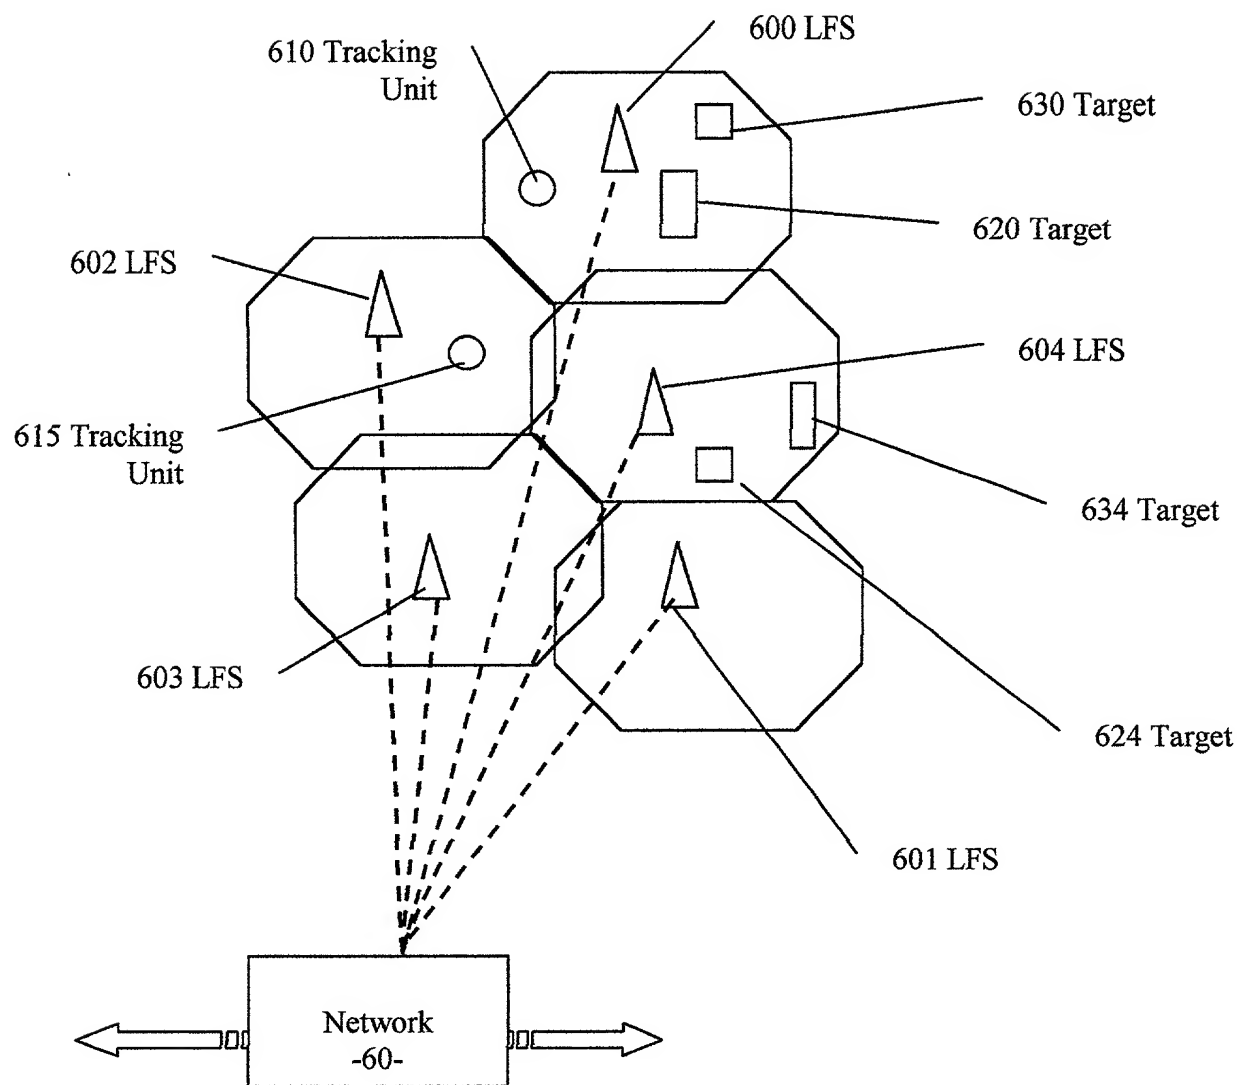 600 LFS
610 Tracking
Unit
630 Target
620 Target
602 LFS
604 LFS
615 Tracking
Unit
634 Target
603 LFS
624 Target
601 LFS
Network
-60-